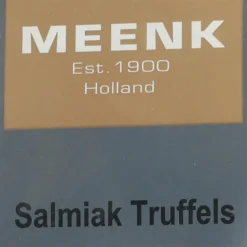 MEENK
Est. 1900
Holland
Salmiak Truffels